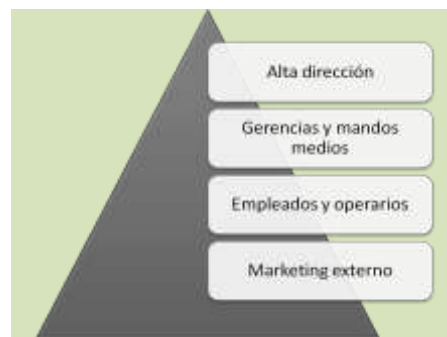 Alta dirección
Gerencias y mandos
medios
Empleados y operarios
Marketing externo